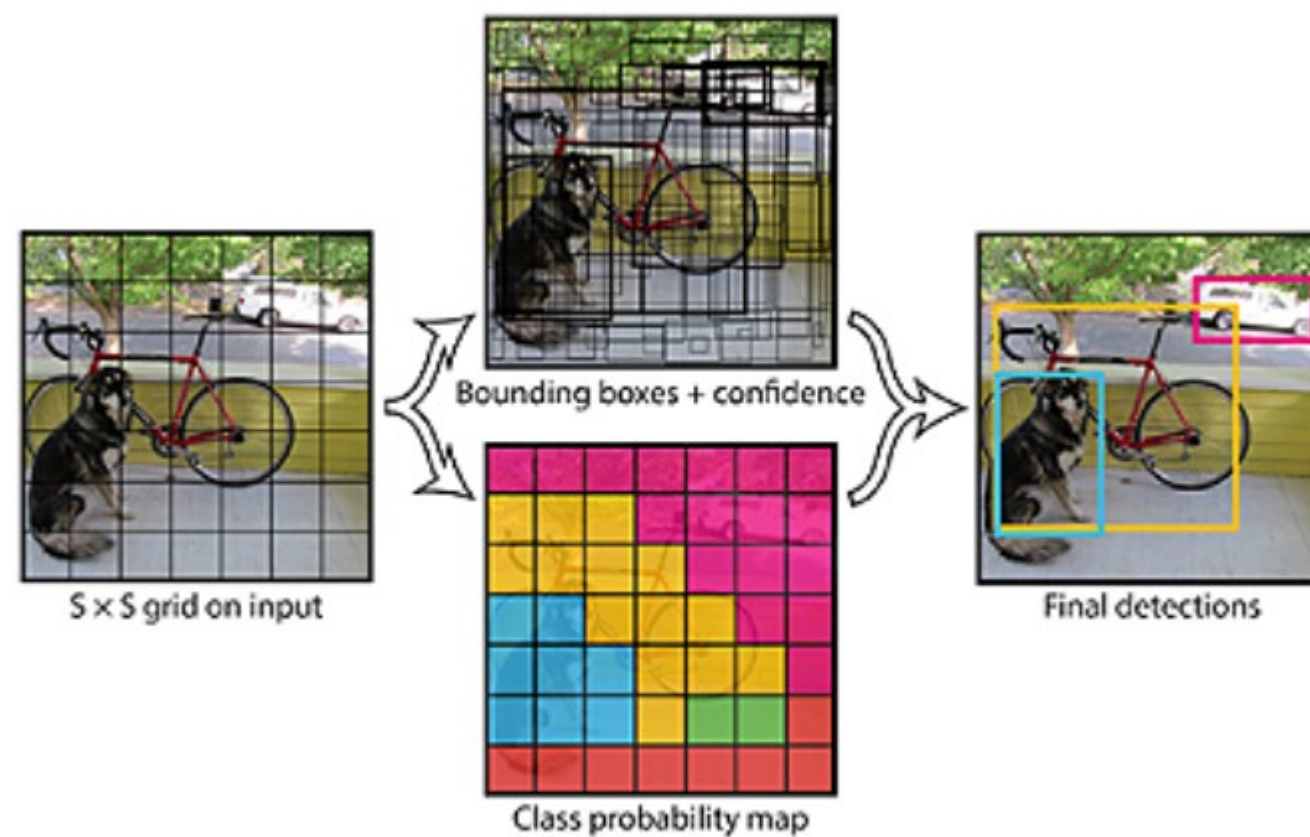 Bounding boxes + confidence
S × S grid on input
Final detections
Class probability map